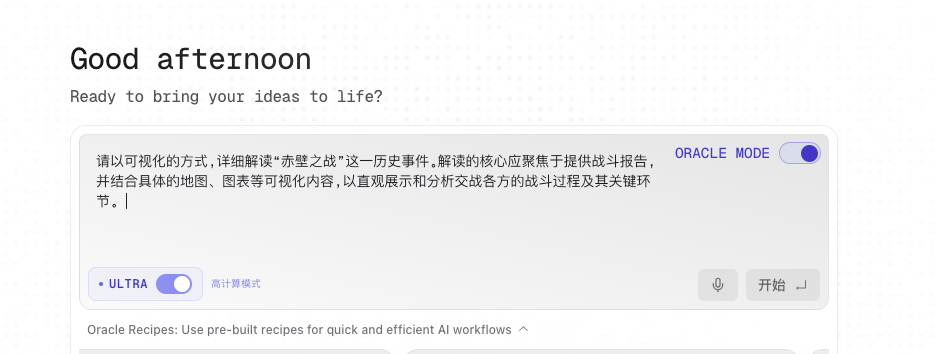 Good afternoon
Ready to bring your ideas to life?
请以可视化的方式,详细解读“赤壁之战”这一历史事件。解读的核心应聚焦于提供战斗报告,
ORACLE MODE
并结合具体的地图、图表等可视化内容,以直观展示和分析交战各方的战斗过程及其关键环
节。
ULTRA
高计算模式
开始
Oracle Recipes: Use pre-built recipes for quick and efficient AI workflows